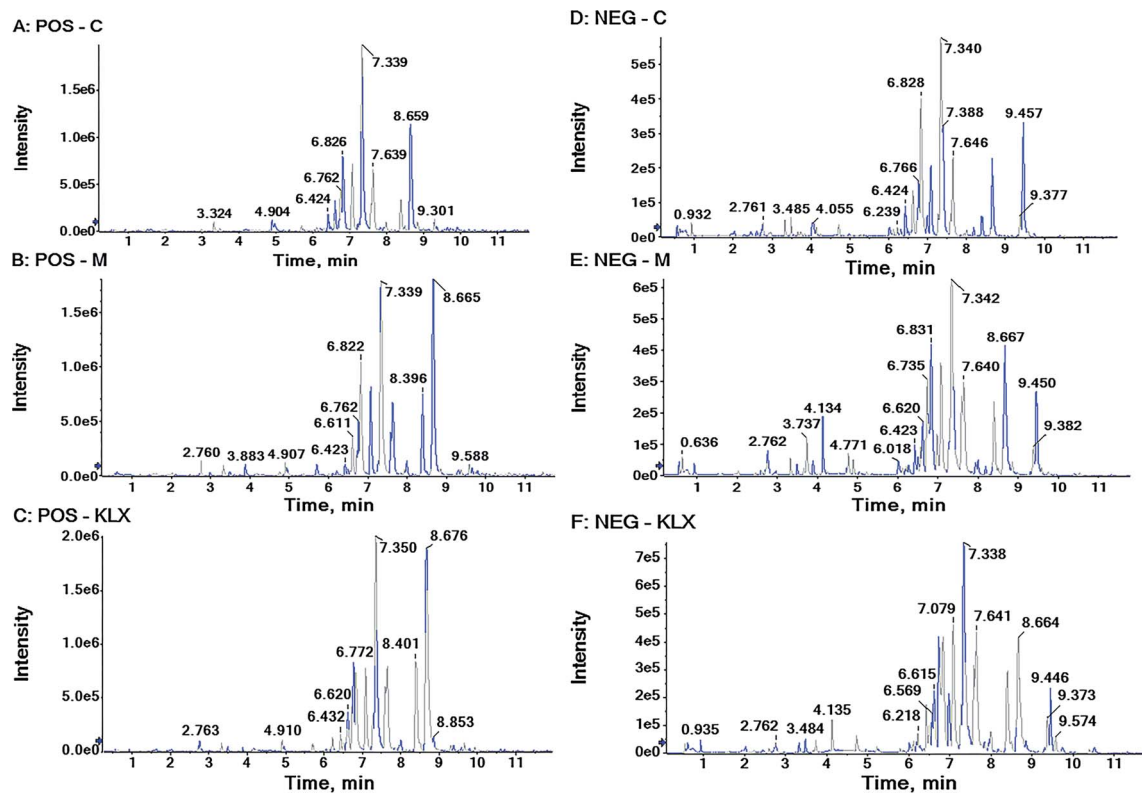 A: POS - C
Intensity
1.5e6
1.0e6
5.0e5
0.0e0
3.324
4.904
6.424
6.762
6.826
7.339
7.639
8.659
9.301
1 2 3 4 5 6 7 8 9 10 11
Time, min
B: POS - M
Intensity
1.5e6
1.0e6
5.0e5
0.0e0
2.760
3.883
4.907
6.423
6.611
6.762
6.822
7.339
8.396
8.665
9.588
1 2 3 4 5 6 7 8 9 10 11
Time, min
C: POS - KLX
Intensity
2.0e6
1.5e6
1.0e6
5.0e5
0.0e0
2.763
4.910
6.432
6.620
6.772
7.350
8.401
8.676
8.853
1 2 3 4 5 6 7 8 9 10 11
Time, min
D: NEG - C
Intensity
5e5
4e5
3e5
2e5
1e5
0e0
0.932
2.761
3.485
4.055
6.239
6.424
6.766
6.828
7.340
7.388
7.646
9.457
9.377
1 2 3 4 5 6 7 8 9 10 11
Time, min
E: NEG - M
Intensity
6e5
5e5
4e5
3e5
2e5
1e5
0e0
0.636
2.762
3.737
4.134
4.771
6.018
6.423
6.620
6.735
6.831
7.342
7.640
8.667
9.450
9.382
1 2 3 4 5 6 7 8 9 10 11
Time, min
F: NEG - KLX
Intensity
7e5
6e5
5e5
4e5
3e5
2e5
1e5
0e0
0.935
2.762
3.484
4.135
6.218
6.569
6.615
7.079
7.338
7.641
8.664
9.446
9.373
9.574
1 2 3 4 5 6 7 8 9 10 11
Time, min